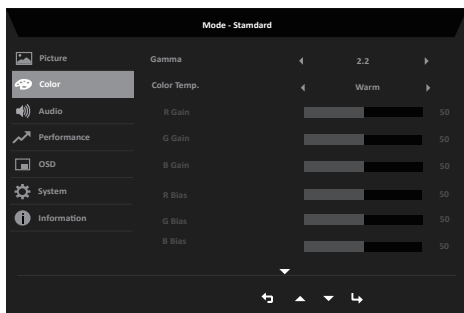 Mode - Stamdard
Picture
Gamma 2.2
Color
Color Temp. Warm
Audio
R Gain 50
Performance
G Gain 50
OSD
B Gain 50
System
R Bias 50
Information
G Bias 50
B Bias 50